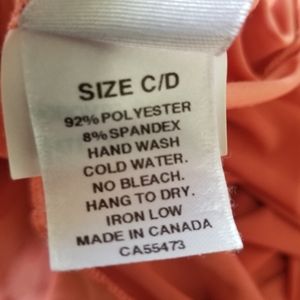 SIZE C/D
92% POLYESTER
8% SPANDEX
HAND WASH
COLD WATER.
NO BLEACH.
HANG TO DRY.
IRON LOW
MADE IN CANADA
CA55473